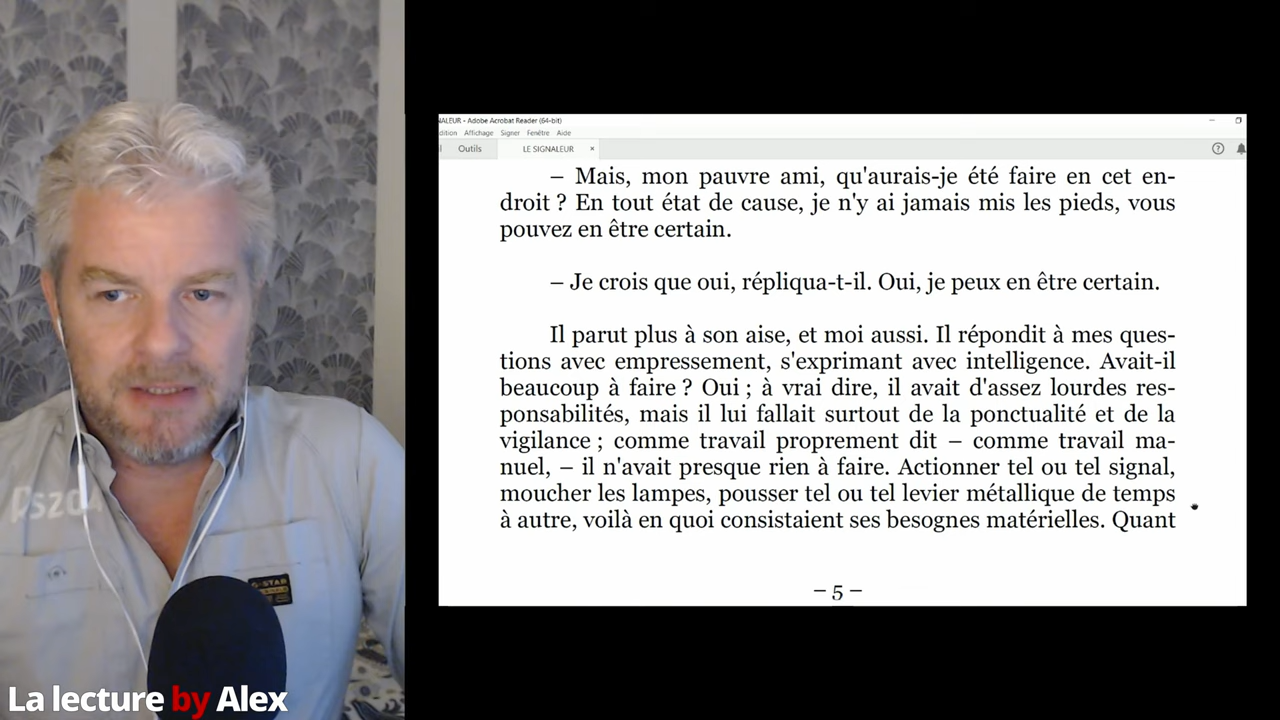 NALEUR - Adobe Acrobat Reader (64-bit)
dition Affichage Signer Fenêtre Aide
Outils LE SIGNALEUR ×
– Mais, mon pauvre ami, qu'aurais-je été faire en cet en-
droit ? En tout état de cause, je n'y ai jamais mis les pieds, vous
pouvez en être certain.
– Je crois que oui, répliqua-t-il. Oui, je peux en être certain.
Il parut plus à son aise, et moi aussi. Il répondit à mes ques-
tions avec empressement, s'exprimant avec intelligence. Avait-il
beaucoup à faire ? Oui ; à vrai dire, il avait d'assez lourdes res-
ponsabilités, mais il lui fallait surtout de la ponctualité et de la
vigilance ; comme travail proprement dit – comme travail ma-
nuel, – il n'avait presque rien à faire. Actionner tel ou tel signal,
moucher les lampes, pousser tel ou tel levier métallique de temps
à autre, voilà en quoi consistaient ses besognes matérielles. Quant
– 5 –
G-STAR
La lecture by Alex